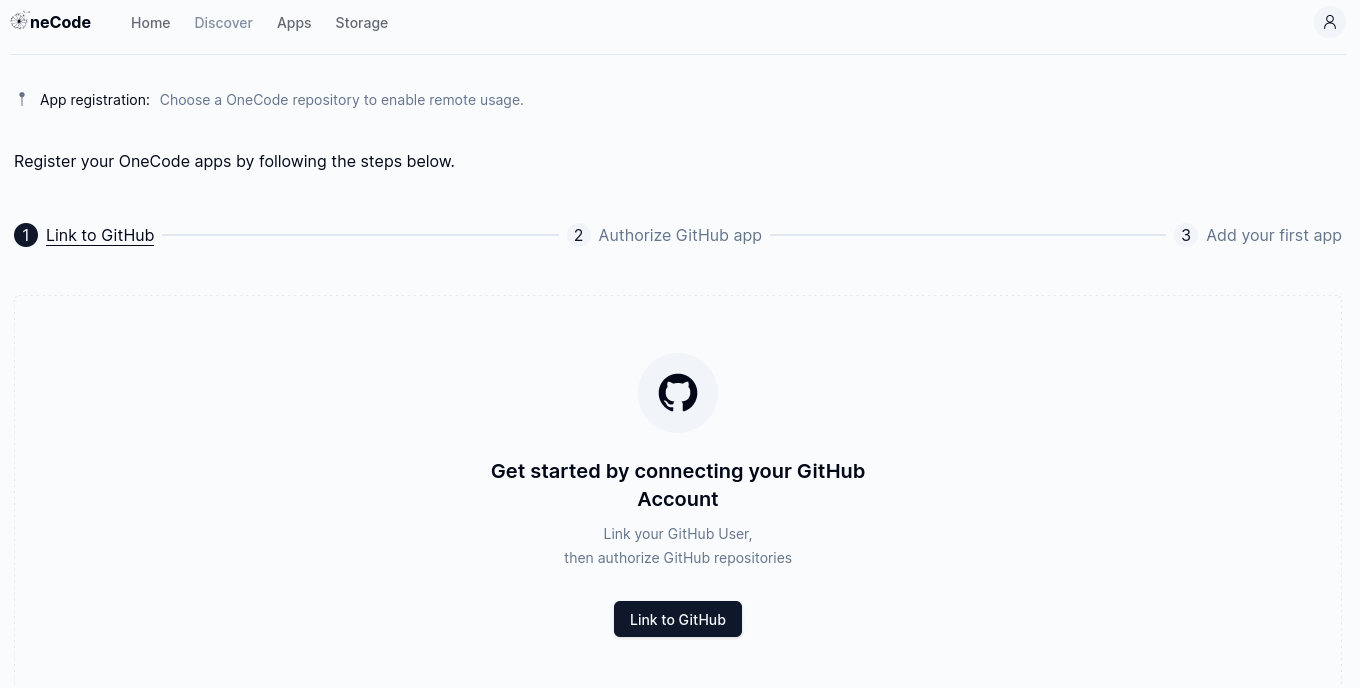 neCode Home Discover Apps Storage
App registration: Choose a OneCode repository to enable remote usage.
Register your OneCode apps by following the steps below.
1 Link to GitHub 2 Authorize GitHub app 3 Add your first app
Get started by connecting your GitHub
Account
Link your GitHub User,
then authorize GitHub repositories
Link to GitHub